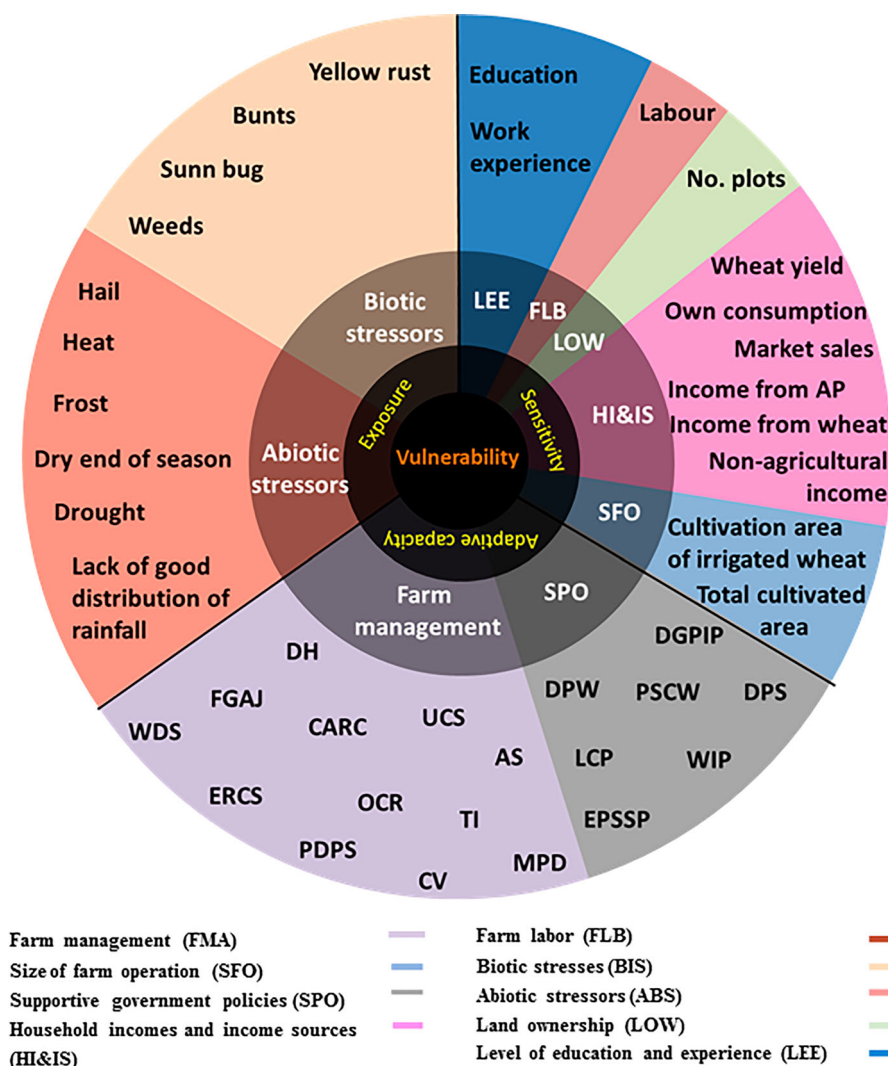 Yellow rust
Bunts
Sunn bug
Weeds
Hail
Heat
Frost
Dry end of season
Drought
Lack of good
distribution of
rainfall
Education
Work
experience
Labour
No. plots
Wheat yield
Own consumption
Market sales
Income from AP
Income from wheat
Non-agricultural
income
Cultivation area
of irrigated wheat
Total cultivated
area
Biotic
stressors
Abiotic
stressors
LEE
FLB
LOW
HI&IS
SFO
SPO
Farm
management
Exposure
Sensitivity
Adaptive capacity
Vulnerability
DGPIP
DPW
PSCW
DPS
LCP
WIP
EPSSP
DH
FGAJ
WDS
CARC
UCS
AS
ERCS
OCR
TI
PDPS
CV
MPD
Farm management (FMA)
Size of farm operation (SFO)
Supportive government policies (SPO)
Household incomes and income sources
(HI&IS)
Farm labor (FLB)
Biotic stresses (BIS)
Abiotic stressors (ABS)
Land ownership (LOW)
Level of education and experience (LEE)